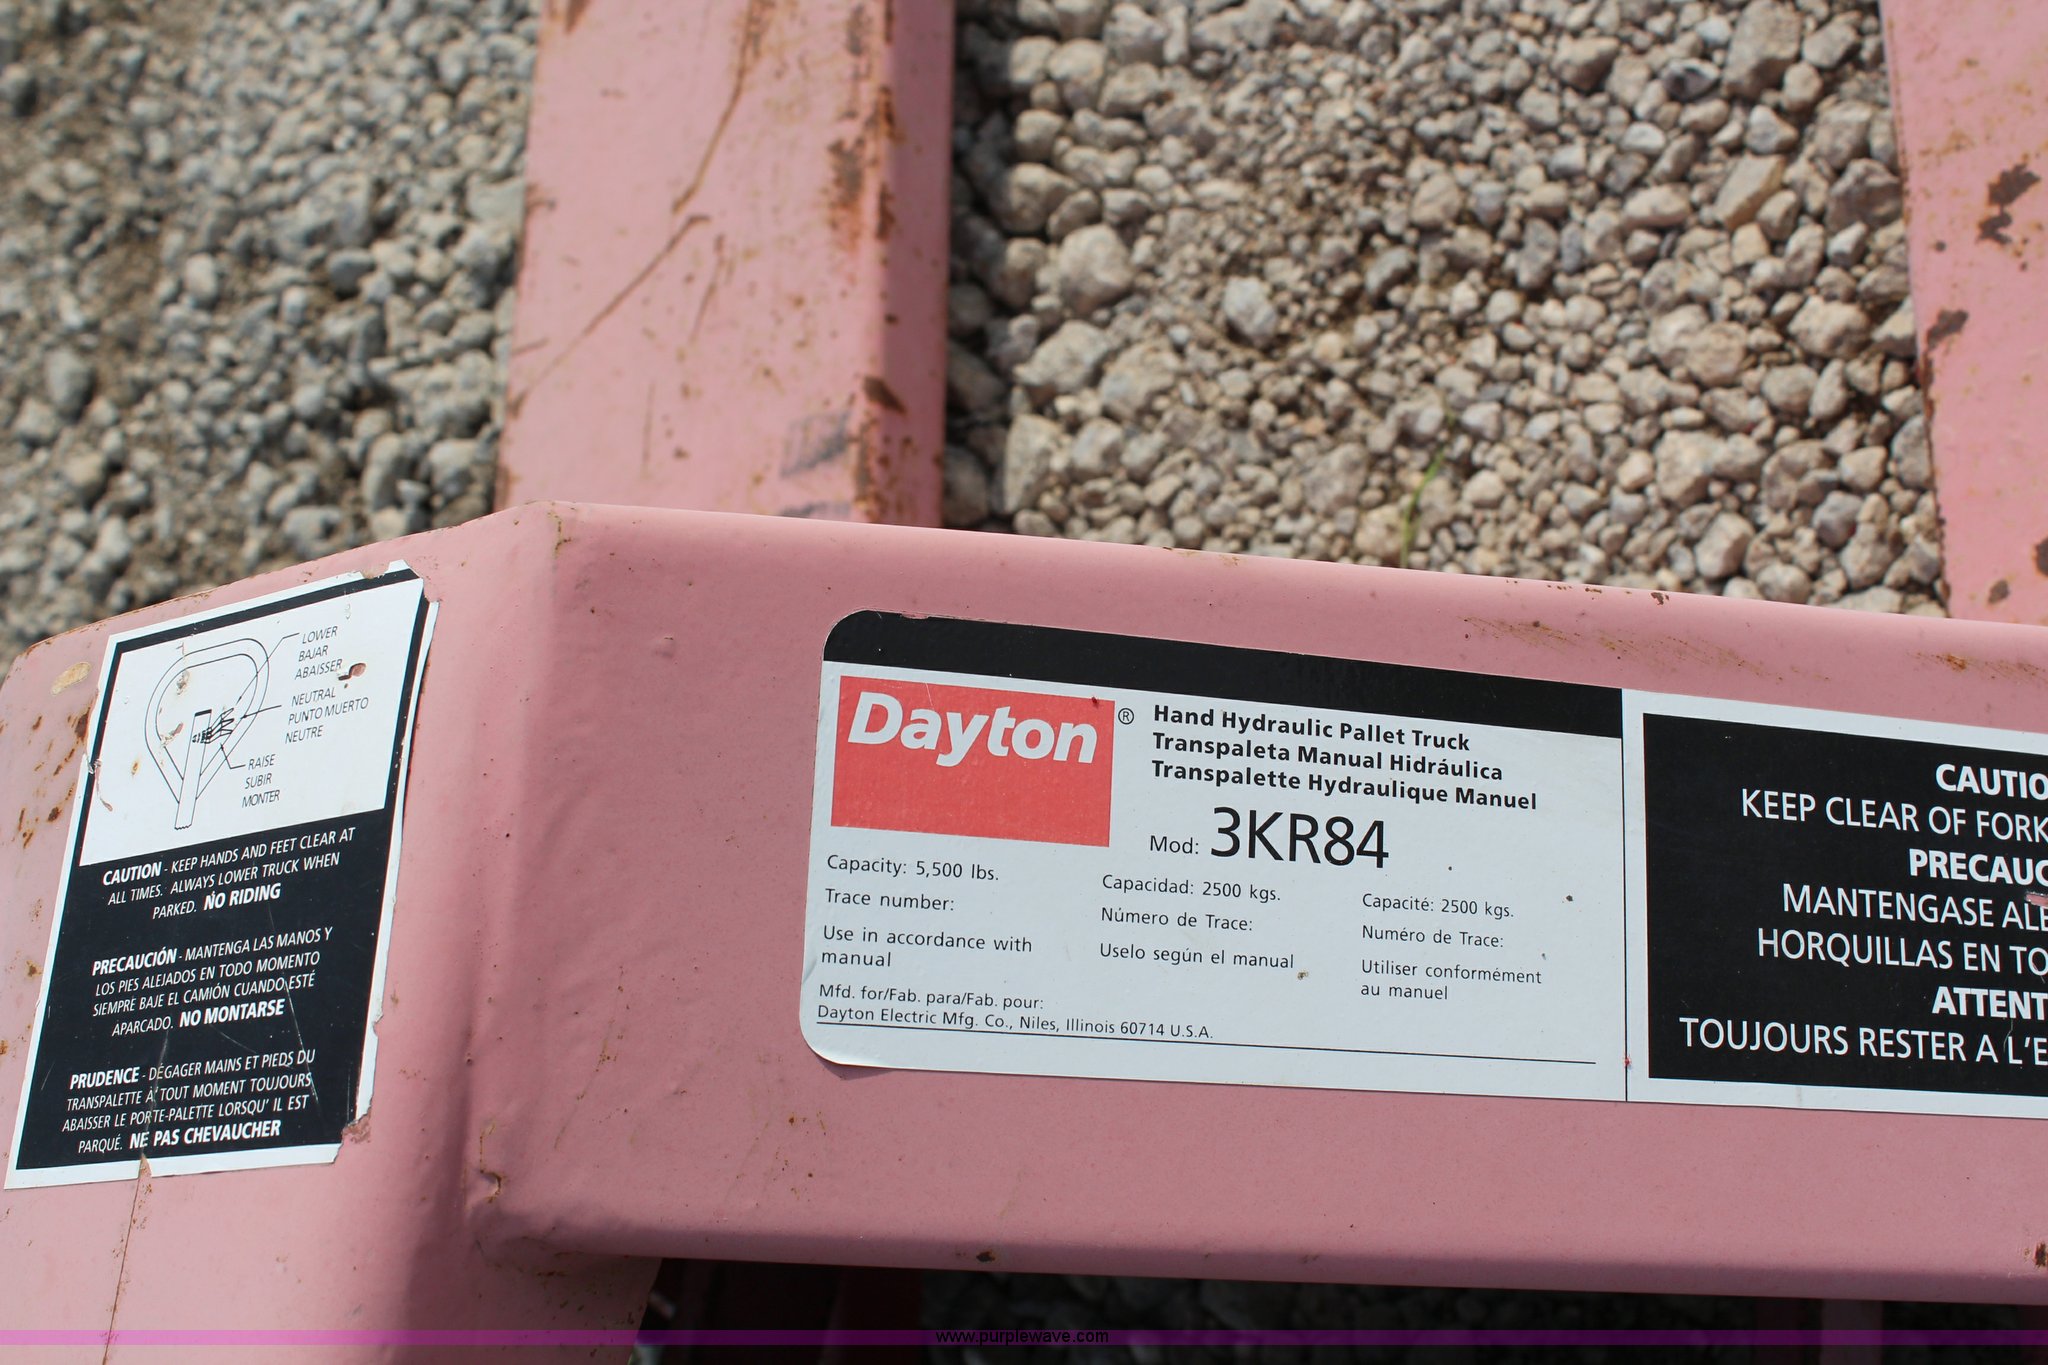 LOWER
BAJAR
ABAISSER
NEUTRAL
PUNTO MUERTO
NEUTRE
RAISE
SUBIR
MONTER
CAUTION - KEEP HANDS AND FEET CLEAR AT
ALL TIMES. ALWAYS LOWER TRUCK WHEN
PARKED. NO RIDING
PRECAUCIÓN - MANTENGA LAS MANOS Y
LOS PIES ALEJADOS EN TODO MOMENTO
SIEMPRE BAJE EL CAMIÓN CUANDO ESTÉ
APARCADO. NO MONTARSE
PRUDENCE - DÉGAGER MAINS ET PIEDS DU
TRANSPALETTE À TOUT MOMENT TOUJOURS
ABAISSER LE PORTE-PALETTE LORSQU' IL EST
PARQUÉ. NE PAS CHEVAUCHER
Dayton®
Hand Hydraulic Pallet Truck
Transpaleta Manual Hidráulica
Transpalette Hydraulique Manuel
Mod: 3KR84
Capacity: 5,500 lbs.
Trace number:
Use in accordance with
manual
Capacidad: 2500 kgs.
Número de Trace:
Uselo según el manual
Capacité: 2500 kgs.
Numéro de Trace:
Utiliser conformément
au manuel
Mfd. for/Fab. para/Fab. pour:
Dayton Electric Mfg. Co., Niles, Illinois 60714 U.S.A.
CAUTIO
KEEP CLEAR OF FORK
PRECAUC
MANTENGASE ALE
HORQUILLAS EN TO
ATTENT
TOUJOURS RESTER A L'E
www.purplewave.com